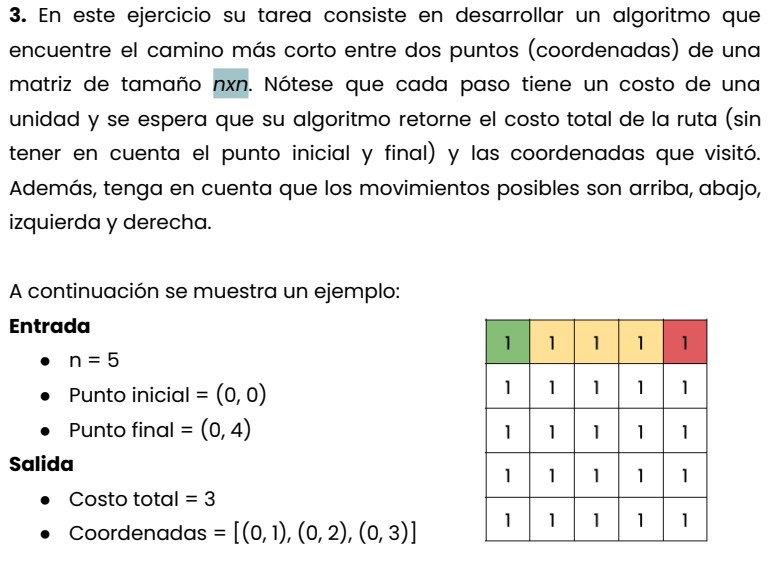 3. En este ejercicio su tarea consiste en desarrollar un algoritmo que
encuentre el camino más corto entre dos puntos (coordenadas) de una
matriz de tamaño nxn. Nótese que cada paso tiene un costo de una
unidad y se espera que su algoritmo retorne el costo total de la ruta (sin
tener en cuenta el punto inicial y final) y las coordenadas que visitó.
Además, tenga en cuenta que los movimientos posibles son arriba, abajo,
izquierda y derecha.
A continuación se muestra un ejemplo:
Entrada
● n = 5
● Punto inicial = (0, 0)
● Punto final = (0, 4)
Salida
● Costo total = 3
● Coordenadas = [(0, 1), (0, 2), (0, 3)]
1 1 1 1 1
1 1 1 1 1
1 1 1 1 1
1 1 1 1 1
1 1 1 1 1